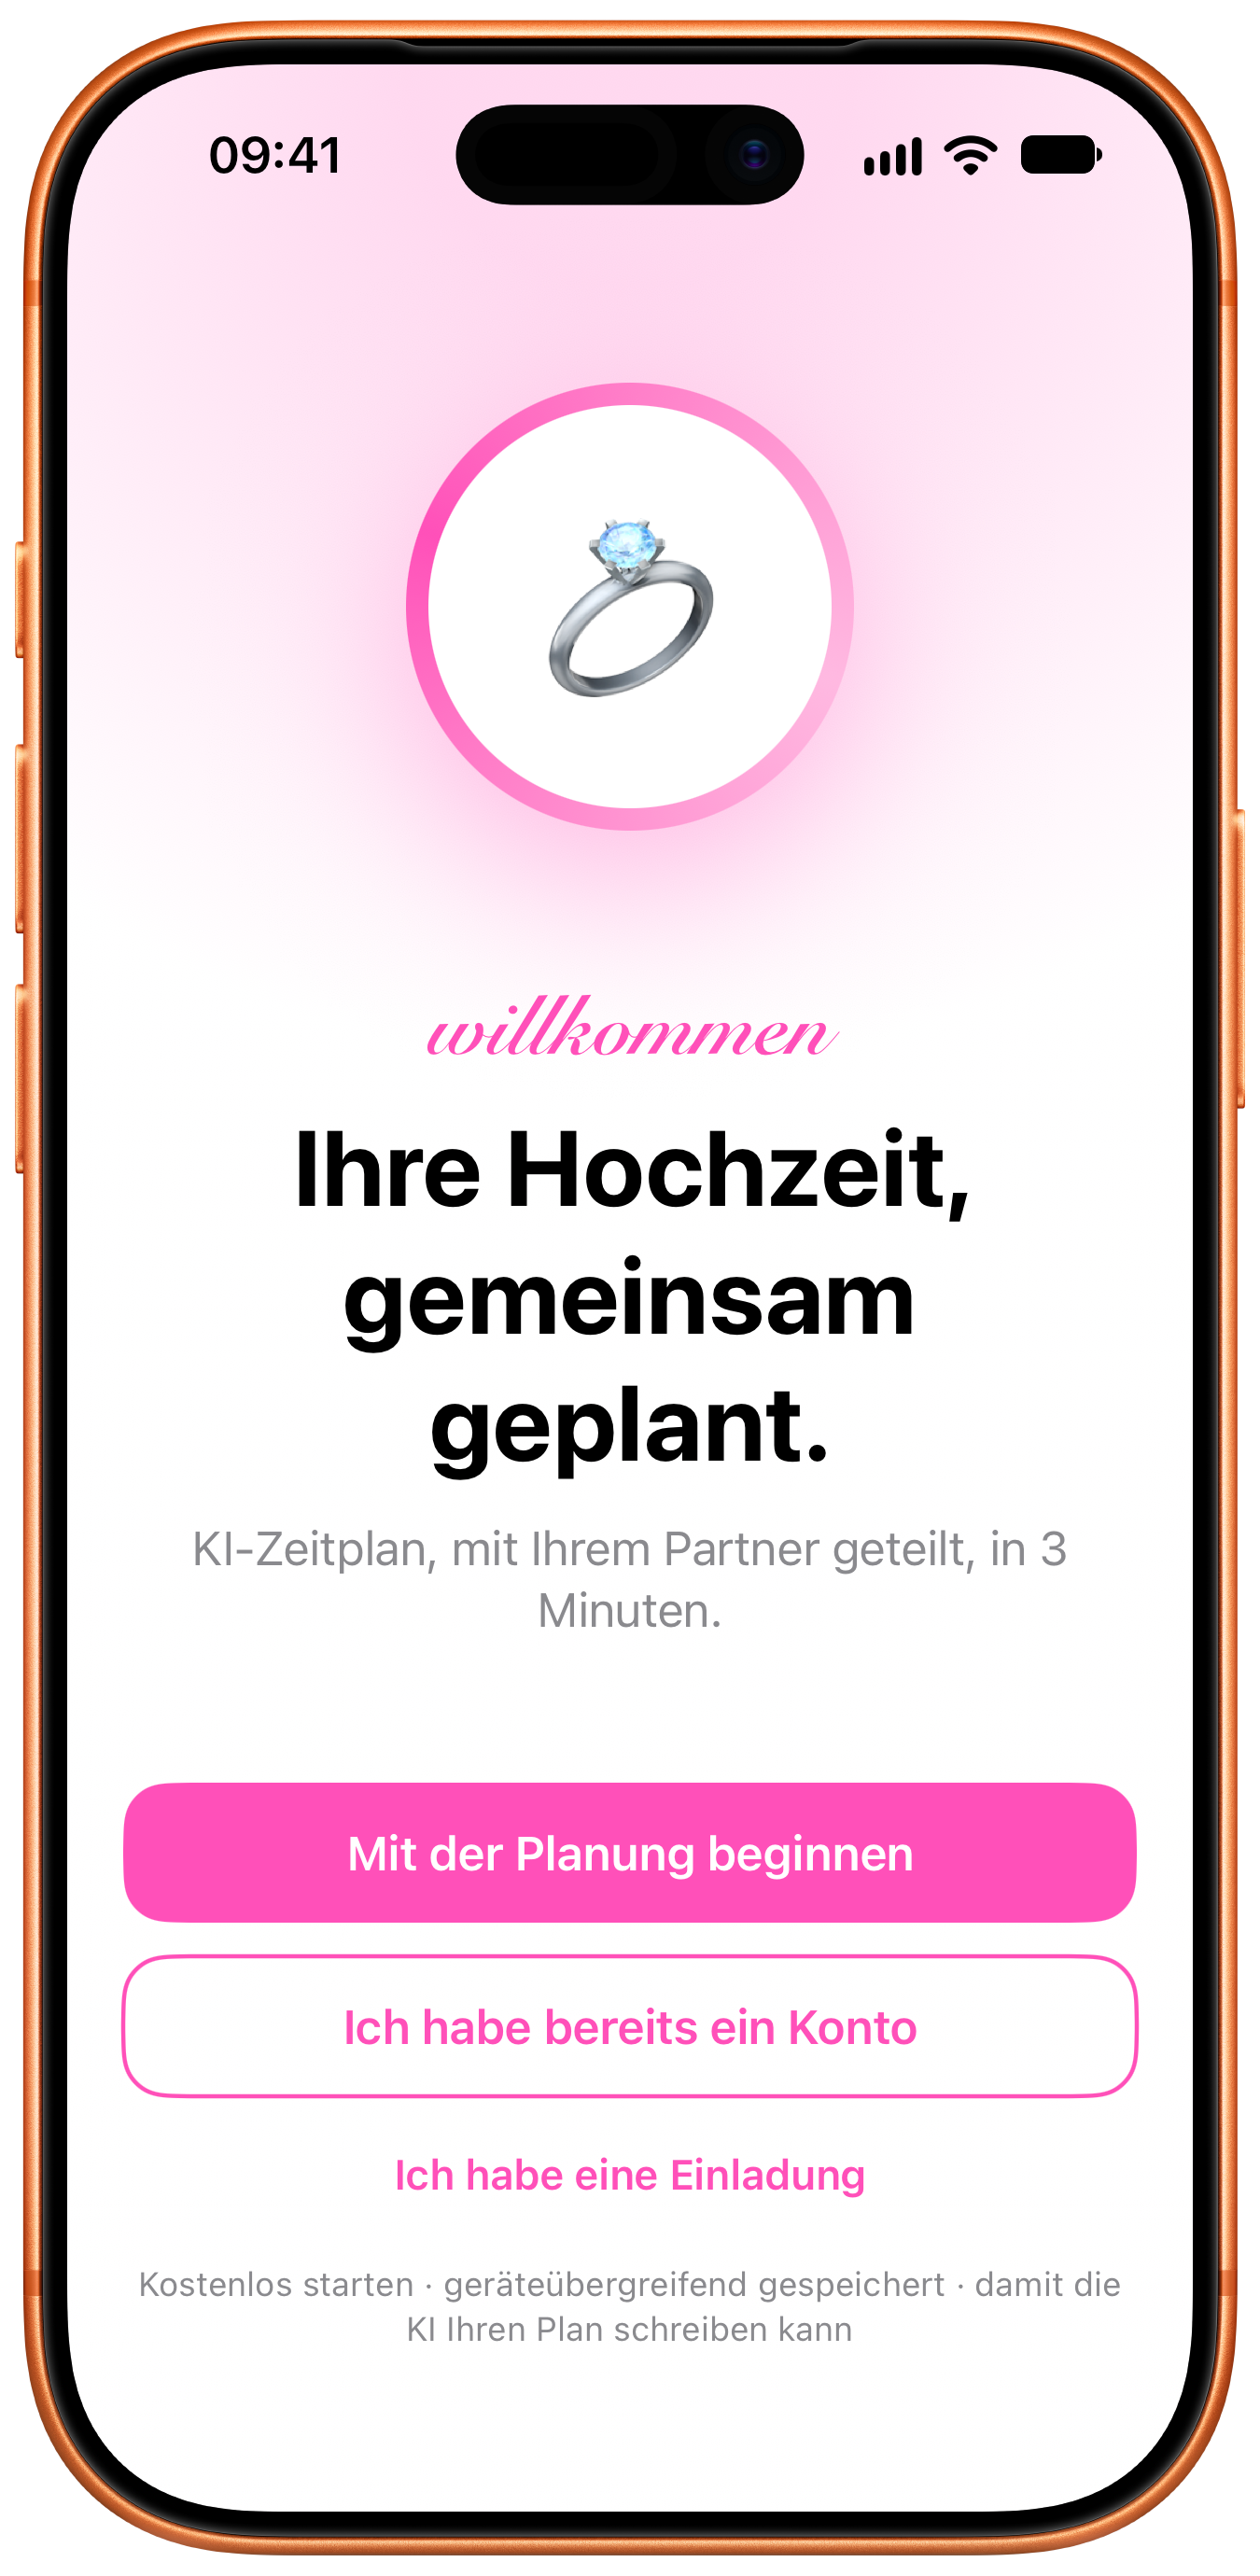 09:41
willkommen
Ihre Hochzeit,
gemeinsam
geplant.
KI-Zeitplan, mit Ihrem Partner geteilt, in 3
Minuten.
Mit der Planung beginnen
Ich habe bereits ein Konto
Ich habe eine Einladung
Kostenlos starten · geräteübergreifend gespeichert · damit die
KI Ihren Plan schreiben kann